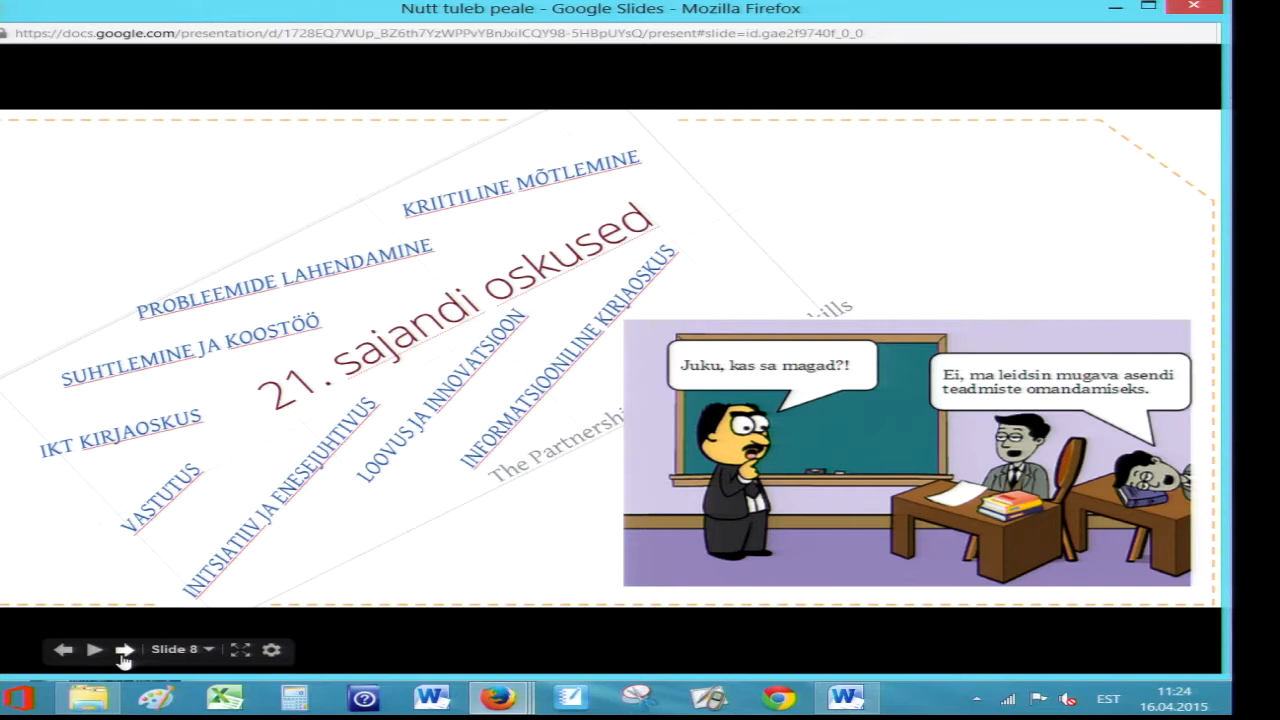 Nutt tuleb peale - Google Slides - Mozilla Firefox
https://docs.google.com/presentation/d/1728EQ7WUp_BZ6th7YzWPPvYBnJxilCQY98-5HBpUYsQ/present#slide=id.gae2f9740f_0_0
KRIITILINE MÕTLEMINE
PROBLEEMIDE LAHENDAMINE
21. sajandi oskused
SUHTLEMINE JA KOOSTÖÖ
IKT KIRJAOSKUS
VASTUTUS
INITSIATIIV JA ENESEJUHTIVUS
LOOVUS JA INNOVATSIOON
INFORMATSIOONILINE KIRJAOSKUS
The Partnershi
kills
Juku, kas sa magad?!
Ei, ma leidsin mugava asendi
teadmiste omandamiseks.
Slide 8
EST
11:24
16.04.2015